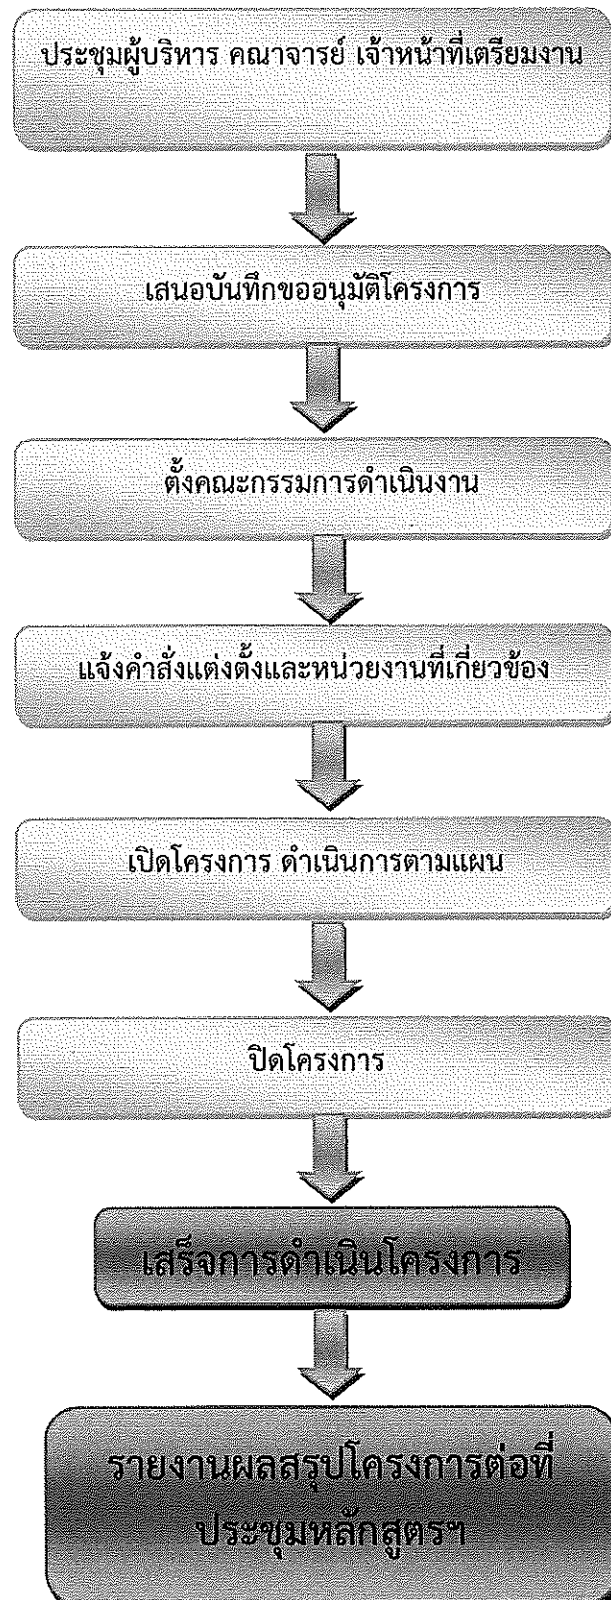 ประชุมผู้บริหาร คณาจารย์ เจ้าหน้าที่เตรียมงาน
เสนอบันทึกขออนุมัติโครงการ
ตั้งคณะกรรมการดำเนินงาน
แจ้งคำสั่งแต่งตั้งและหน่วยงานที่เกี่ยวข้อง
เปิดโครงการ ดำเนินการตามแผน
ปิดโครงการ
เสร็จการดำเนินโครงการ
รายงานผลสรุปโครงการต่อที่
ประชุมหลักสูตรฯ